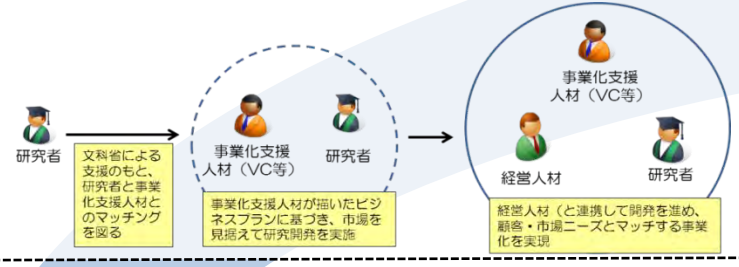 研究者
文科省による
支援のもと、
研究者と事業
化支援人材と
のマッチング
を図る
事業化支援
人材(VC等)
研究者
事業化支援人材が描いたビジ
ネスプランに基づき、市場を
見据えて研究開発を実施
事業化支援
人材(VC等)
経営人材
研究者
経営人材(と連携して開発を進め、
顧客・市場ニーズとマッチする事業
化を実現